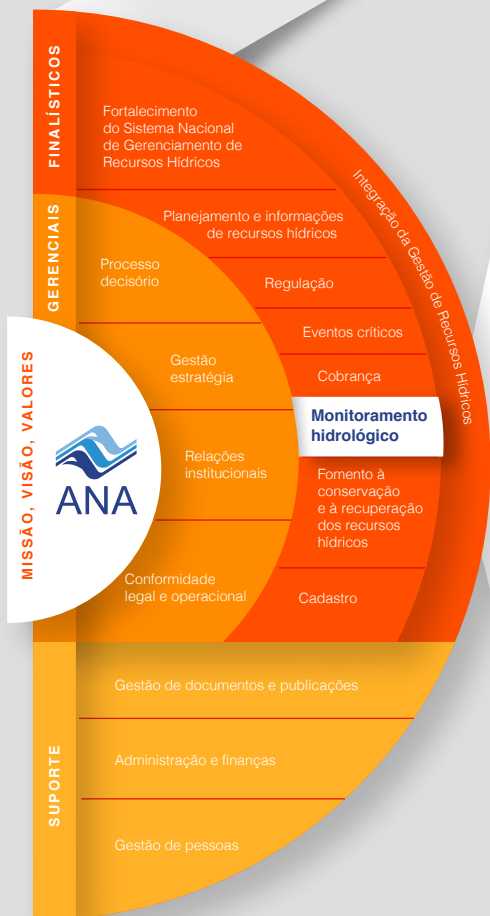 FINALÍSTICOS
Fortalecimento
do Sistema Nacional
de Gerenciamento de
Recursos Hídricos
Planejamento e informações
de recursos hídricos
Regulação
Eventos críticos
Cobrança
Monitoramento
hidrológico
Fomento à
conservação
e à recuperação
dos recursos
hídricos
Cadastro
Integração da Gestão de Recursos Hídricos
GERENCIAIS
Processo
decisório
Gestão
estratégia
Relações
institucionais
Conformidade
legal e operacional
MISSÃO, VISÃO, VALORES
ANA
SUPORTE
Gestão de documentos e publicações
Administração e finanças
Gestão de pessoas